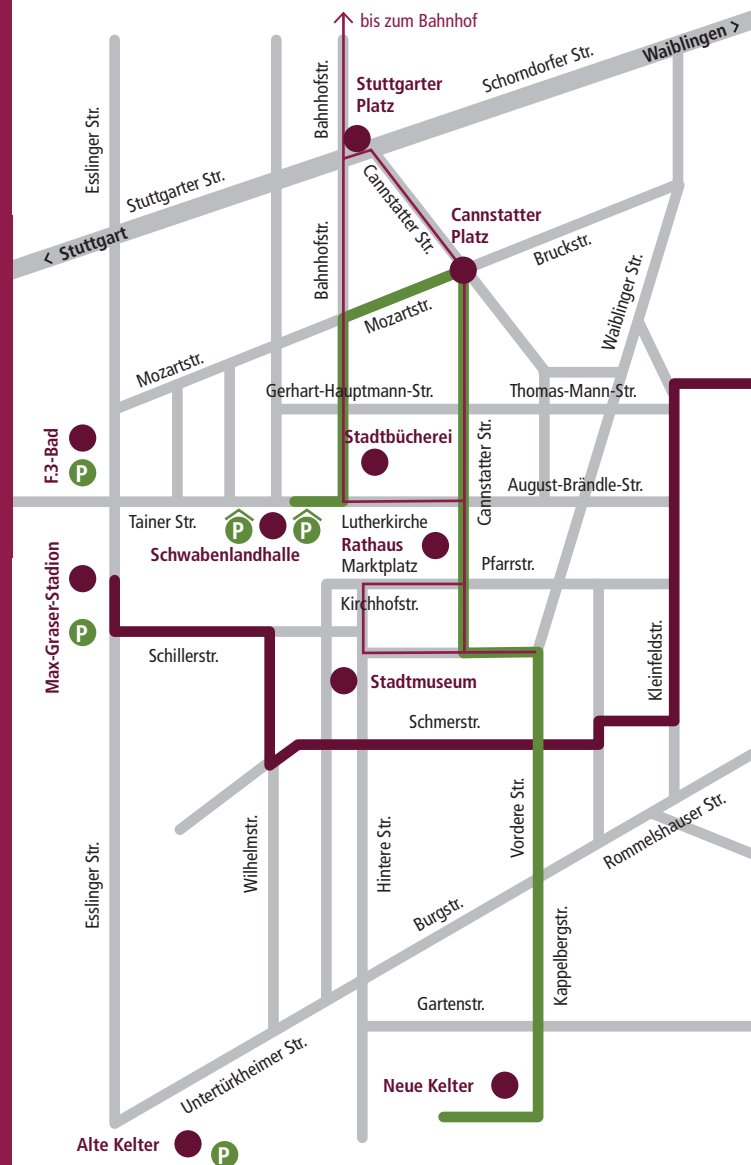 bis zum Bahnhof
Waiblingen >
Schorndorfer Str.
Bahnhofstr.
Stuttgarter
Platz
Esslinger Str.
Stuttgarter Str.
Cannstatter Str.
Cannstatter
Platz
< Stuttgart
Bahnhofstr.
Bruckstr.
Waiblinger Str.
Mozartstr.
Mozartstr.
Gerhart-Hauptmann-Str.
Thomas-Mann-Str.
F.3-Bad
P
Stadtbücherei
Cannstatter Str.
August-Brändle-Str.
Tainer Str.
P
P
Lutherkirche
Schwabenlandhalle
Rathaus
Marktplatz
Pfarrstr.
Max-Graser-Stadion
P
Kirchhofstr.
Schillerstr.
Kleinfeldstr.
Stadtmuseum
Schmerstr.
Esslinger Str.
Wilhelmstr.
Hintere Str.
Vordere Str.
Rommelshauser Str.
Burgstr.
Kappelbergstr.
Gartenstr.
Untertürkheimer Str.
Neue Kelter
Alte Kelter
P